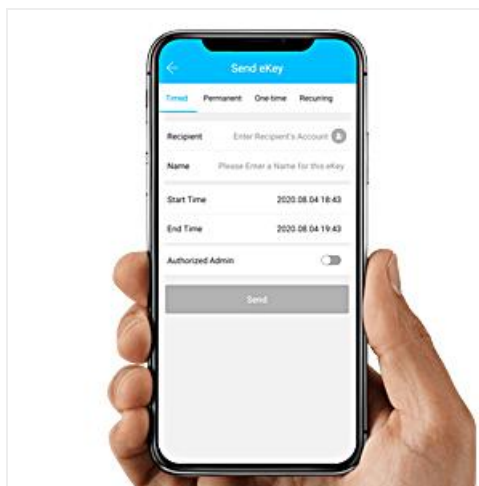 Send eKey
Timed Permanent One-time Recurring
Recipient Enter Recipient's Account
Name Please Enter a Name for this eKey
Start Time 2020.08.04 18:43
End Time 2020.08.04 19:43
Authorized Admin
Send